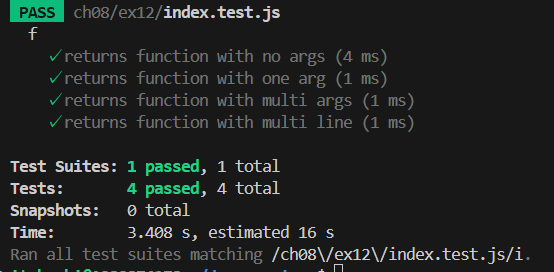 PASS ch08/ex12/index.test.js
f
✓ returns function with no args (4 ms)
✓ returns function with one arg (1 ms)
✓ returns function with multi args (1 ms)
✓ returns function with multi line (1 ms)
Test Suites: 1 passed, 1 total
Tests: 4 passed, 4 total
Snapshots: 0 total
Time: 3.408 s, estimated 16 s
Ran all test suites matching /ch08\/ex12\/index.test.js/i.